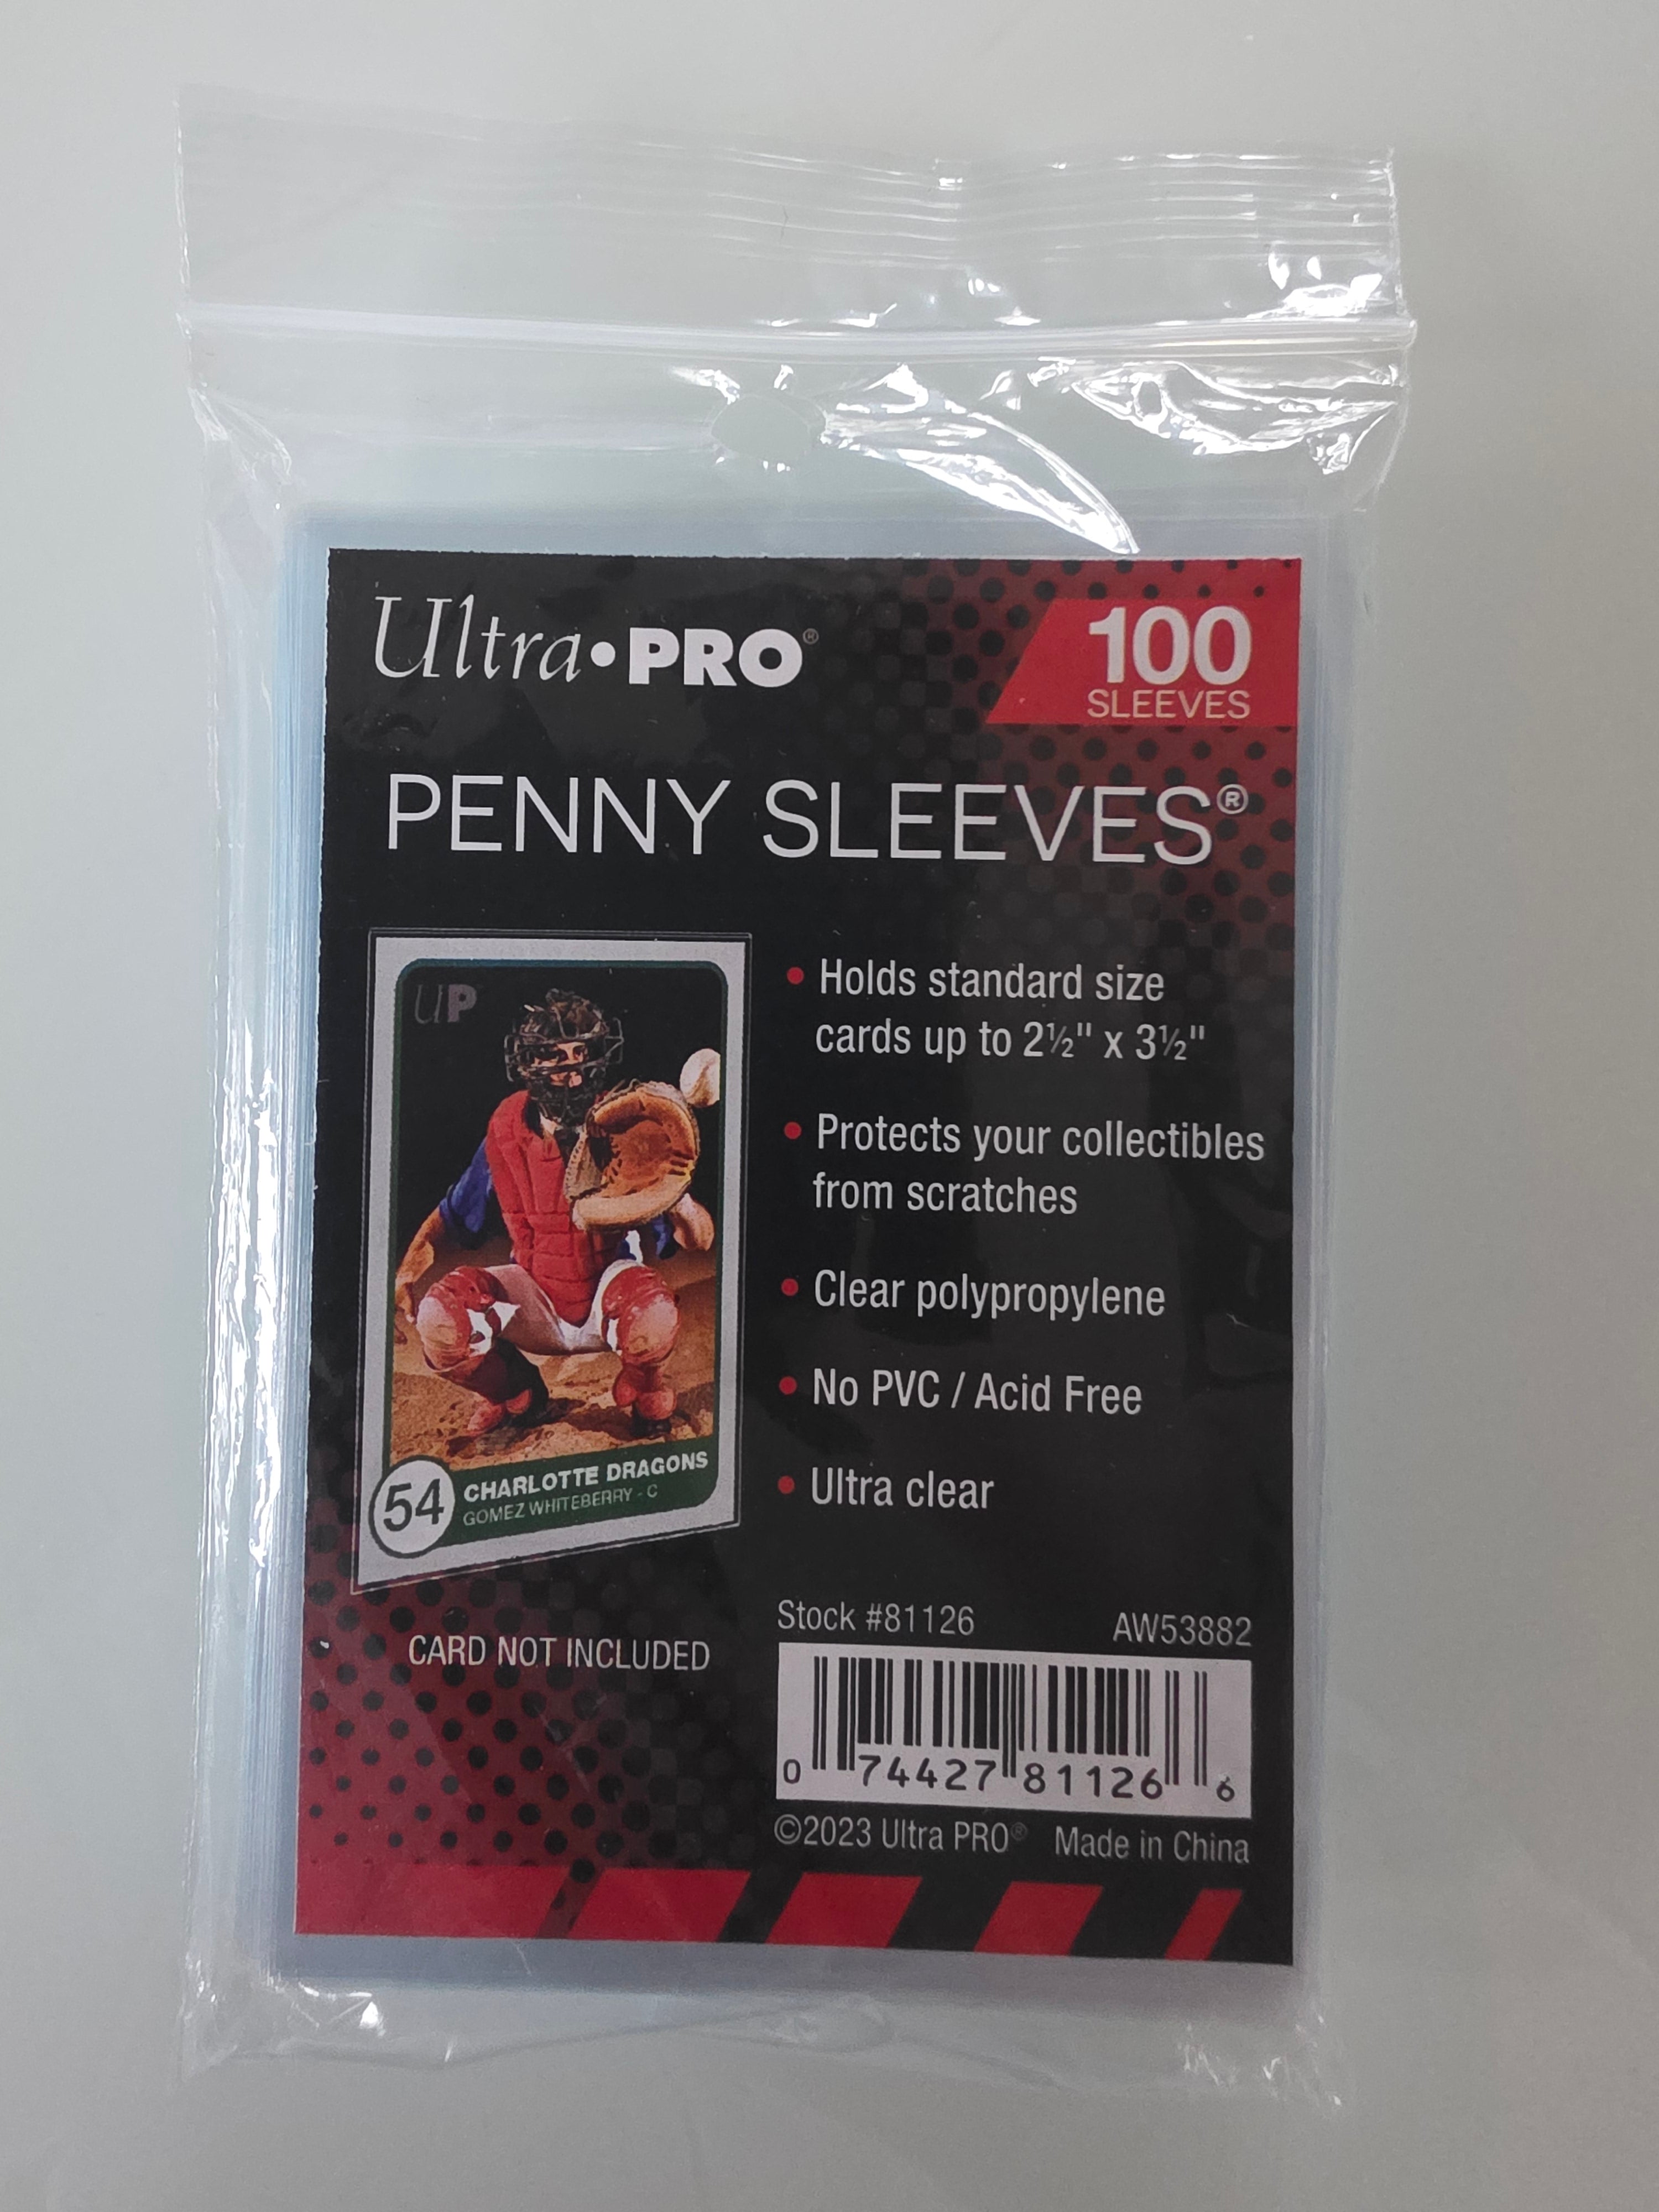 Ultra•PRO®
100
SLEEVES
PENNY SLEEVES®
• Holds standard size
cards up to 2½" x 3½"
• Protects your collectibles
from scratches
• Clear polypropylene
• No PVC / Acid Free
• Ultra clear
UP
54
CHARLOTTE DRAGONS
GOMEZ WHITEBERRY - C
CARD NOT INCLUDED
Stock #81126 AW53882
0 74427 81126 6
©2023 Ultra PRO® Made in China